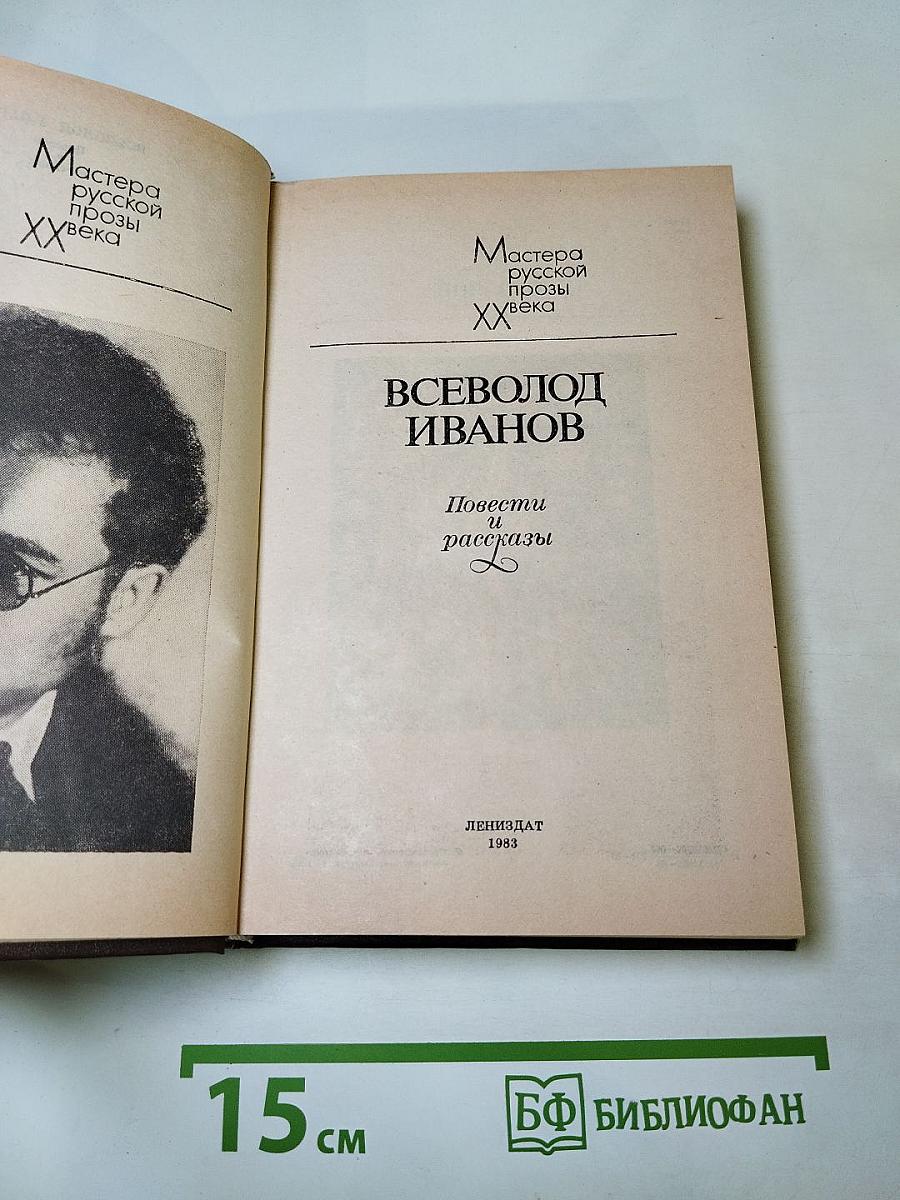 Мастера
русской
прозы
XX века
Мастера
русской
прозы
XX века
ВСЕВОЛОД
ИВАНОВ
Повести
и
рассказы
ЛЕНИЗДАТ
1983
15 см
БФ БИБЛИОФАН